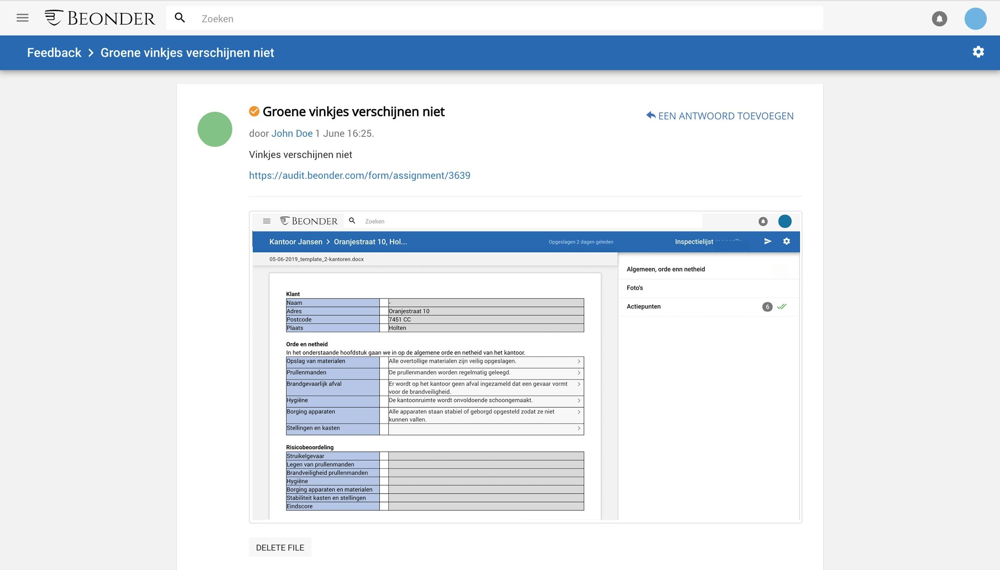 BEONDER
Zoeken
Feedback > Groene vinkjes verschijnen niet
Groene vinkjes verschijnen niet
EEN ANTWOORD TOEVOEGEN
door John Doe 1 June 16:25.
Vinkjes verschijnen niet
https://audit.beonder.com/form/assignment/3639
BEONDER
Zoeken
Kantoor Jansen > Oranjestraat 10, Hol...
Opgeslagen 2 dagen geleden
Inspectielijst
05-06-2019_template_2-kantoren.docx
Klant
Naam -
Adres Oranjestraat 10
Postcode 7451 CC
Plaats Holten
Orde en netheid
In het onderstaande hoofdstuk gaan we in op de algemene orde en netheid van het kantoor.
Opslag van materialen Alle overtollige materialen zijn veilig opgeslagen.
Prullenmanden De prullenmanden worden regelmatig geleegd.
Brandgevaarlijk afval Er wordt op het kantoor geen afval ingezameld dat een gevaar vormt
voor de brandveiligheid.
Hygiëne De kantoonruimte wordt onvoldoende schoongemaakt.
Borging apparaten Alle apparaten staan stabiel of geborgd opgesteld zodat ze niet
kunnen vallen.
Stellingen en kasten
Risicobeoordeling
Struikelgevaar
Legen van prullenmanden
Brandveiligheid prullenmanden
Hygiëne
Borging apparaten en materialen
Stabiliteit kasten en stellingen
Eindscore
Algemeen, orde enn netheid
Foto's
Actiepunten 6
DELETE FILE